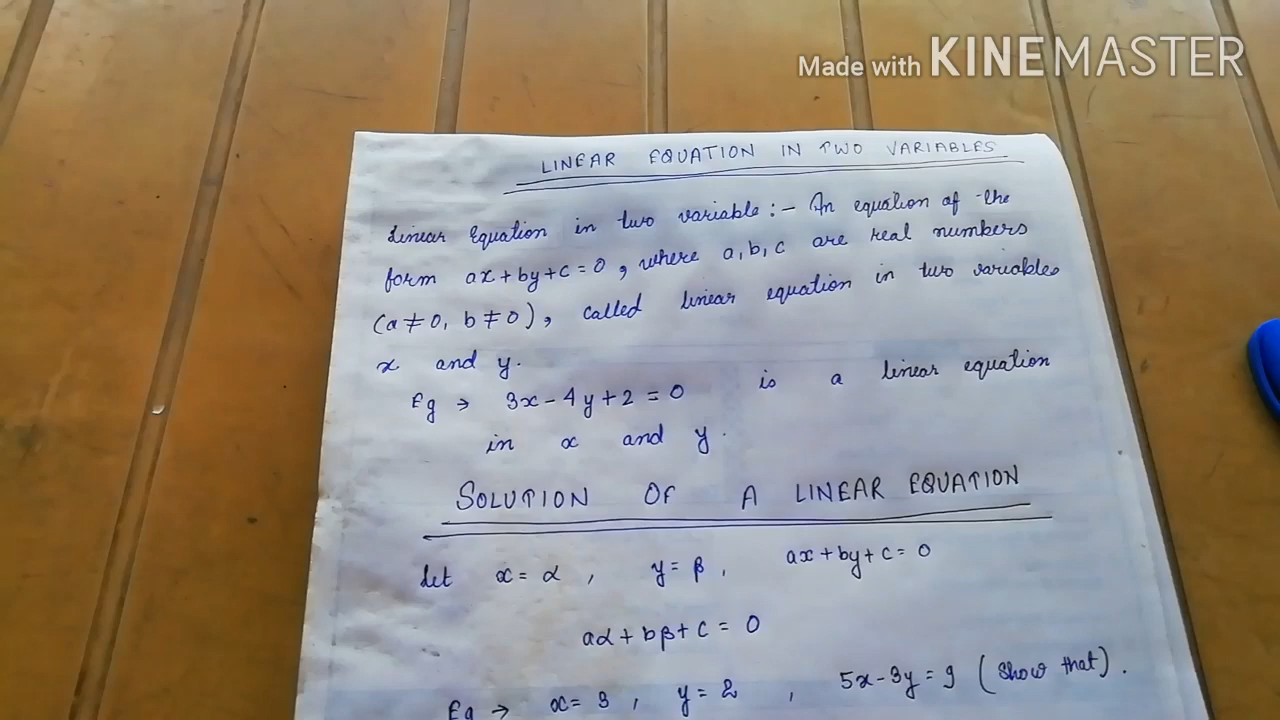 Made with KINEMASTER
LINEAR EQUATION IN TWO VARIABLES
Linear Equation in two variable :- An equation of the
form ax + by + c = 0, where a, b, c are real numbers
(a ≠ 0, b ≠ 0), called linear equation in two variables
x and y.
Eg → 3x - 4y + 2 = 0 is a linear equation
in x and y.
SOLUTION OF A LINEAR EQUATION
Let x = α, y = β, ax + by + c = 0
aα + bβ + c = 0
Eg → x = 3, y = 2, 5x - 3y = 9 (show that).